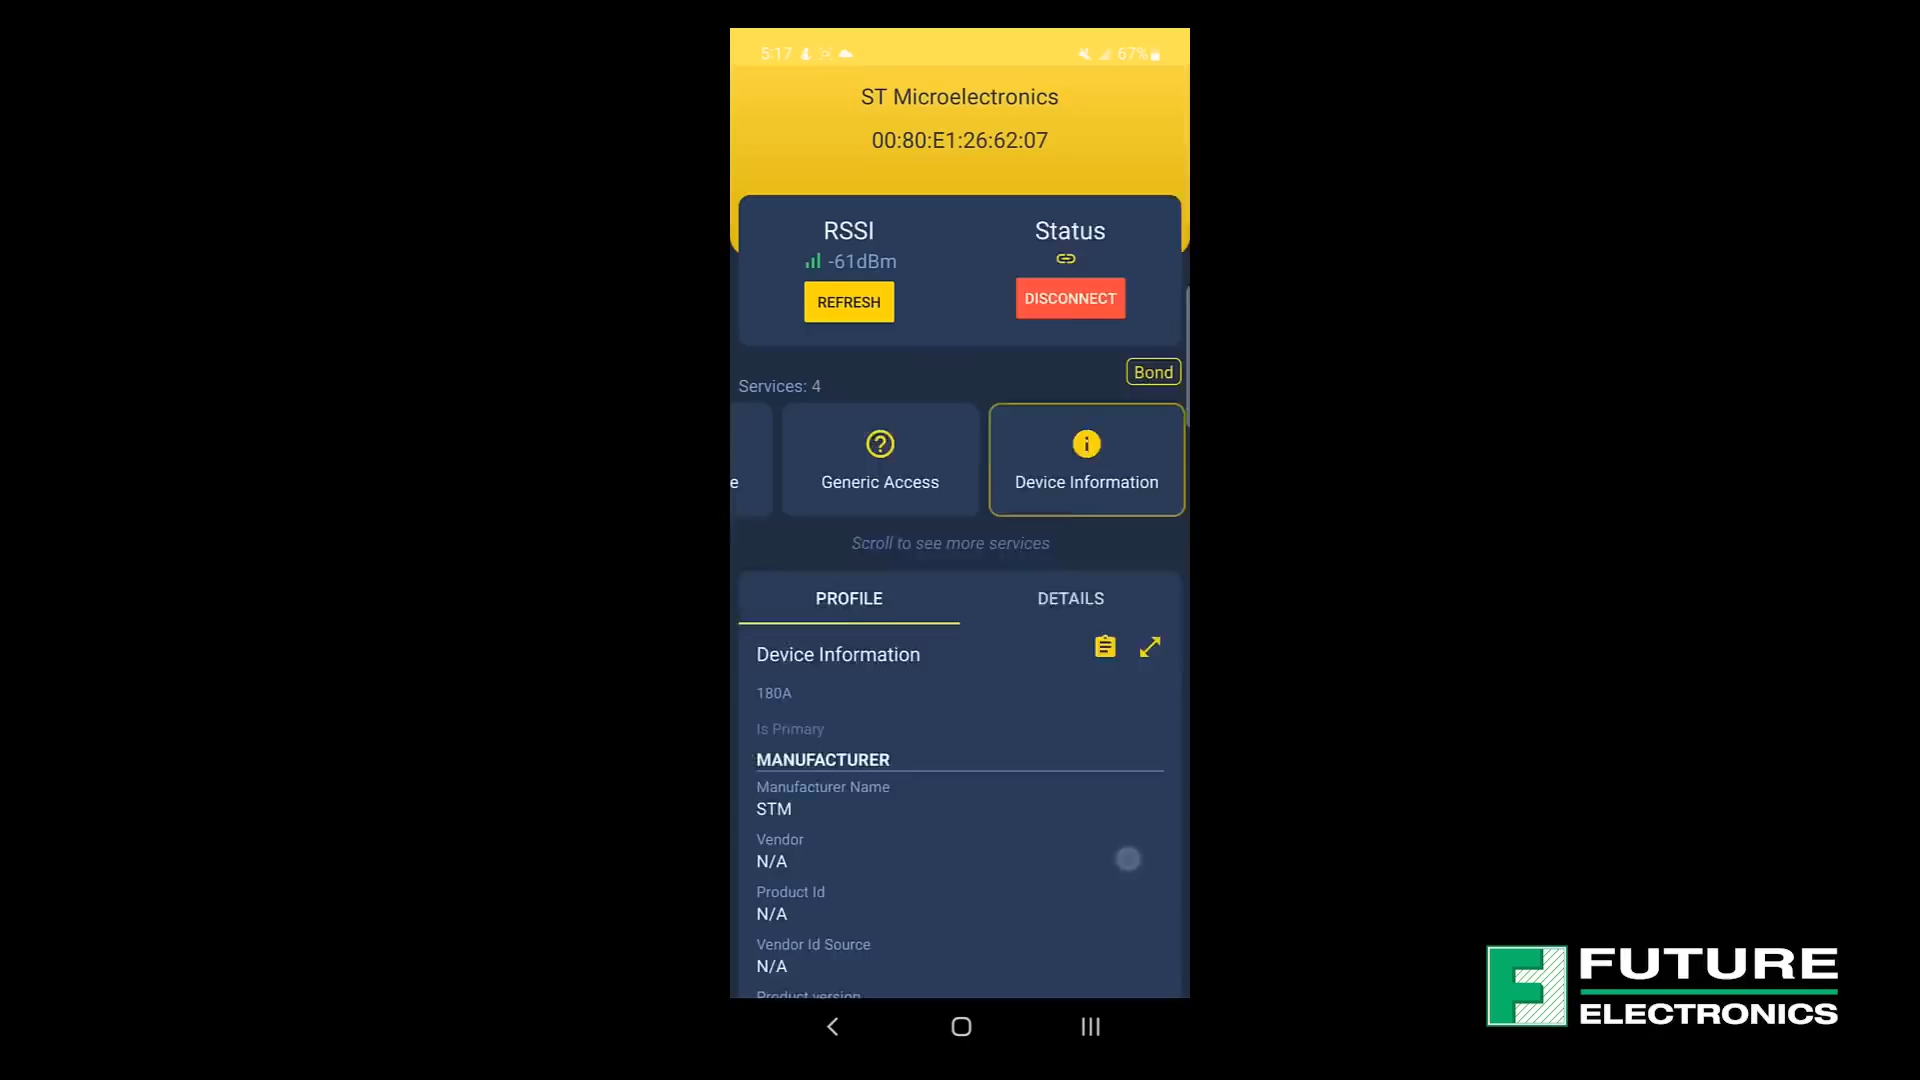 5:17
67%
ST Microelectronics
00:80:E1:26:62:07
RSSI
Status
-61dBm
REFRESH
DISCONNECT
Bond
Services: 4
e
Generic Access
Device Information
Scroll to see more services
PROFILE
DETAILS
Device Information
180A
Is Primary
MANUFACTURER
Manufacturer Name
STM
Vendor
N/A
Product Id
N/A
Vendor Id Source
N/A
Product version
FUTURE
ELECTRONICS